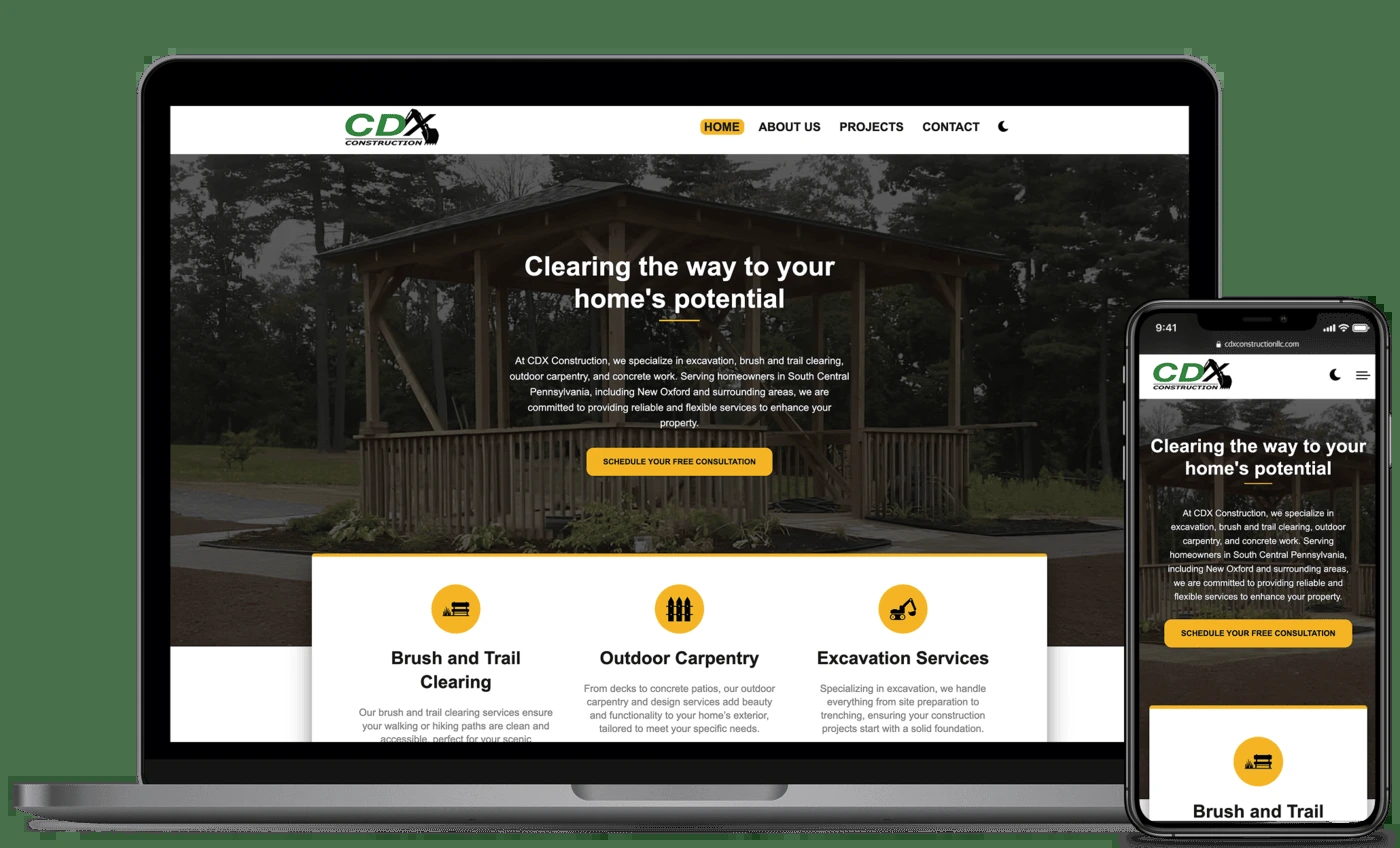 CDX
CONSTRUCTION
HOME
ABOUT US
PROJECTS
CONTACT
Clearing the way to your
home's potential
At CDX Construction, we specialize in excavation, brush and trail clearing,
outdoor carpentry, and concrete work. Serving homeowners in South Central
Pennsylvania, including New Oxford and surrounding areas, we are
committed to providing reliable and flexible services to enhance your
property.
SCHEDULE YOUR FREE CONSULTATION
Brush and Trail
Clearing
Our brush and trail clearing services ensure
your walking or hiking paths are clean and
accessible, perfect for your scenic
Outdoor Carpentry
From decks to concrete patios, our outdoor
carpentry and design services add beauty
and functionality to your home's exterior,
tailored to meet your specific needs.
Excavation Services
Specializing in excavation, we handle
everything from site preparation to
trenching, ensuring your construction
projects start with a solid foundation.
9:41
cdxconstructionllc.com
CDX
CONSTRUCTION
Clearing the way to your
home's potential
At CDX Construction, we specialize in
excavation, brush and trail clearing, outdoor
carpentry, and concrete work. Serving
homeowners in South Central Pennsylvania,
including New Oxford and surrounding areas,
we are committed to providing reliable and
flexible services to enhance your property.
SCHEDULE YOUR FREE CONSULTATION
Brush and Trail